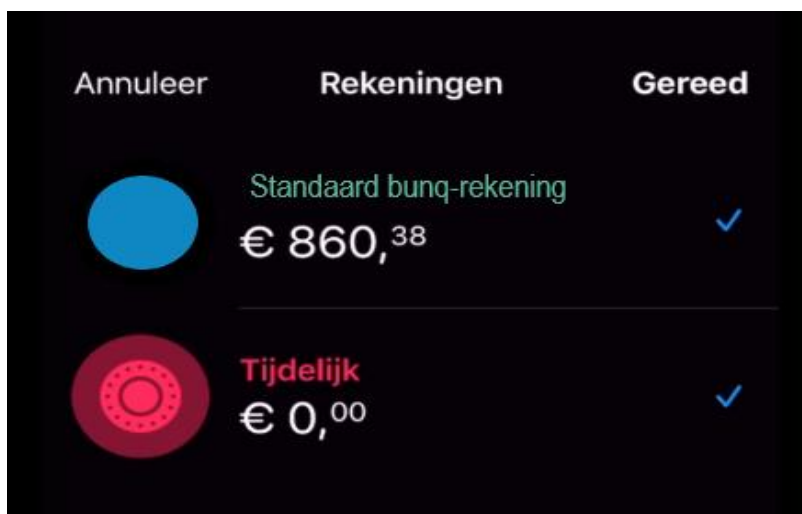 Annuleer Rekeningen Gereed
Standaard bunq-rekening
€ 860,38
Tijdelijk
€ 0,00